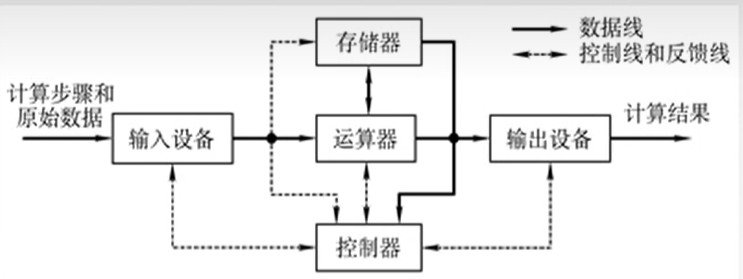 存储器
数据线
控制线和反馈线
计算步骤和
原始数据
输入设备
运算器
输出设备
计算结果
控制器